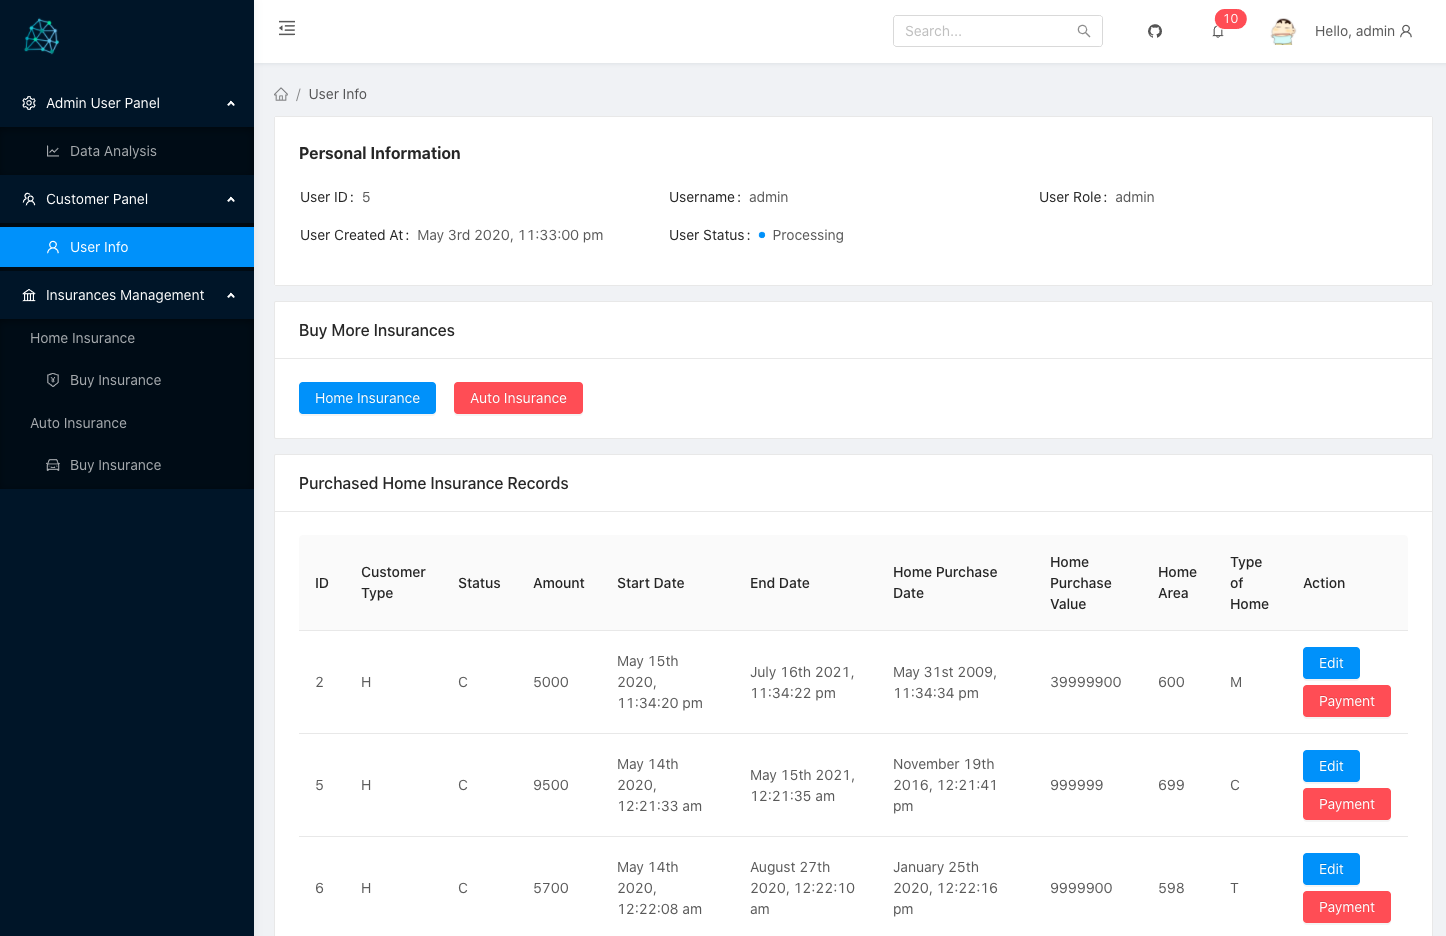 Search...
10
Hello, admin
Admin User Panel
Data Analysis
Customer Panel
User Info
Insurances Management
Home Insurance
Buy Insurance
Auto Insurance
Buy Insurance
/ User Info
Personal Information
User ID: 5
Username: admin
User Role: admin
User Created At: May 3rd 2020, 11:33:00 pm
User Status: Processing
Buy More Insurances
Home Insurance
Auto Insurance
Purchased Home Insurance Records
ID
Customer
Type
Status
Amount
Start Date
End Date
Home Purchase
Date
Home
Purchase
Value
Home
Area
Type
of
Home
Action
2
H
C
5000
May 15th
2020,
11:34:20 pm
July 16th 2021,
11:34:22 pm
May 31st 2009,
11:34:34 pm
39999900
600
M
Edit
Payment
5
H
C
9500
May 14th
2020,
12:21:33 am
May 15th 2021,
12:21:35 am
November 19th
2016, 12:21:41
pm
999999
699
C
Edit
Payment
6
H
C
5700
May 14th
2020,
12:22:08 am
August 27th
2020, 12:22:10
am
January 25th
2020, 12:22:16
pm
9999900
598
T
Edit
Payment